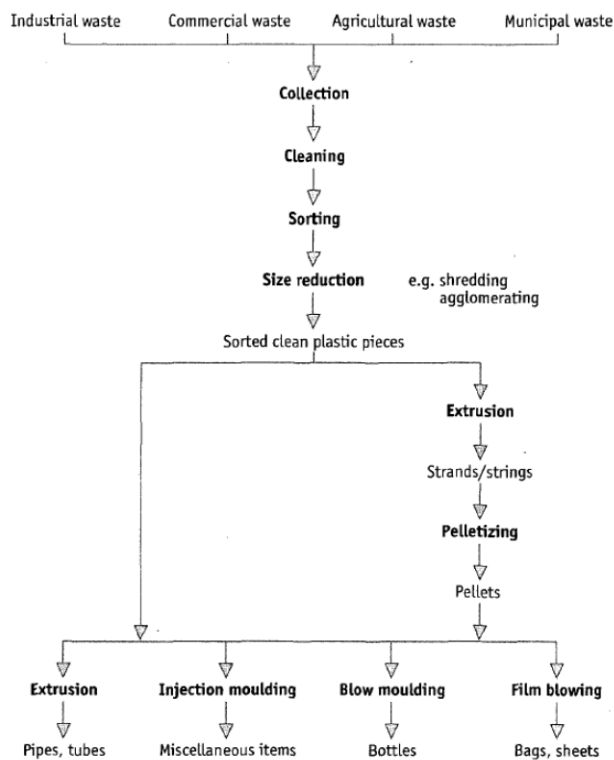 Industrial waste Commercial waste Agricultural waste Municipal waste
Collection
Cleaning
Sorting
Size reduction e.g. shredding
agglomerating
Sorted clean plastic pieces
Extrusion
Strands/strings
Pelletizing
Pellets
Extrusion Injection moulding Blow moulding Film blowing
Pipes, tubes Miscellaneous items Bottles Bags, sheets